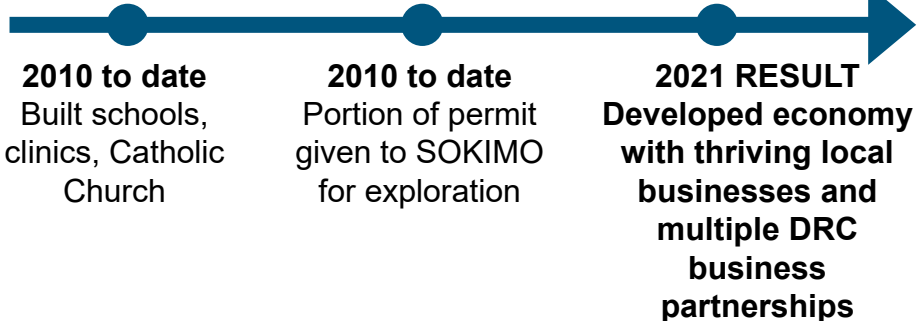 2010 to date
Built schools,
clinics, Catholic
Church
2010 to date
Portion of permit
given to SOKIMO
for exploration
2021 RESULT
Developed economy
with thriving local
businesses and
multiple DRC
business
partnerships